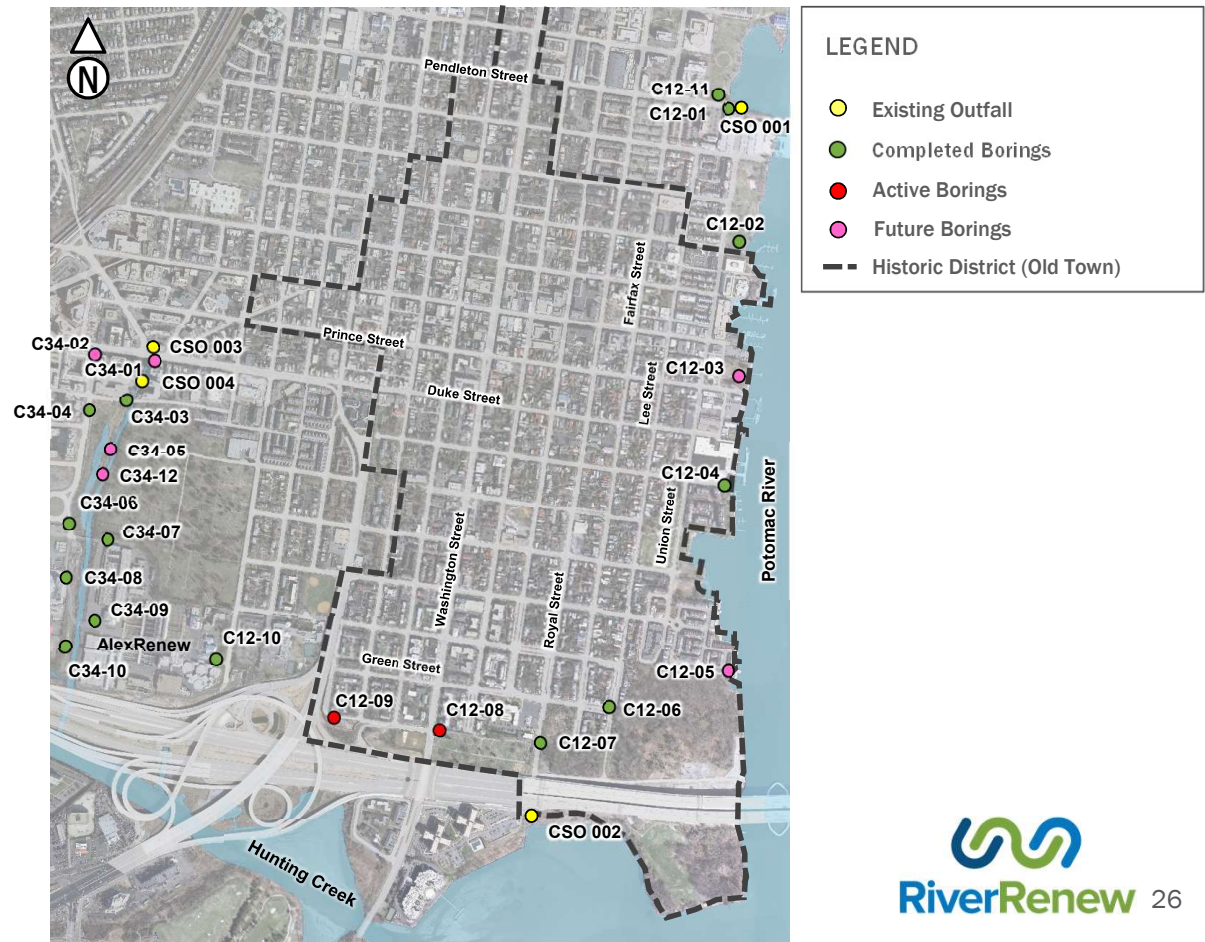 N
Pendleton Street
C12-11
C12-01
CSO 001
C12-02
Fairfax Street
Prince Street
C34-02
CSO 003
C34-01
CSO 004
C12-03
Lee Street
Duke Street
C34-04
C34-03
C34-05
C34-12
C12-04
Potomac River
C34-06
C34-07
Union Street
Washington Street
Royal Street
C34-08
C34-09
AlexRenew
C12-10
C34-10
Green Street
C12-05
C12-09
C12-08
C12-06
C12-07
CSO 002
Hunting Creek
LEGEND
Existing Outfall
Completed Borings
Active Borings
Future Borings
Historic District (Old Town)
RiverRenew
26